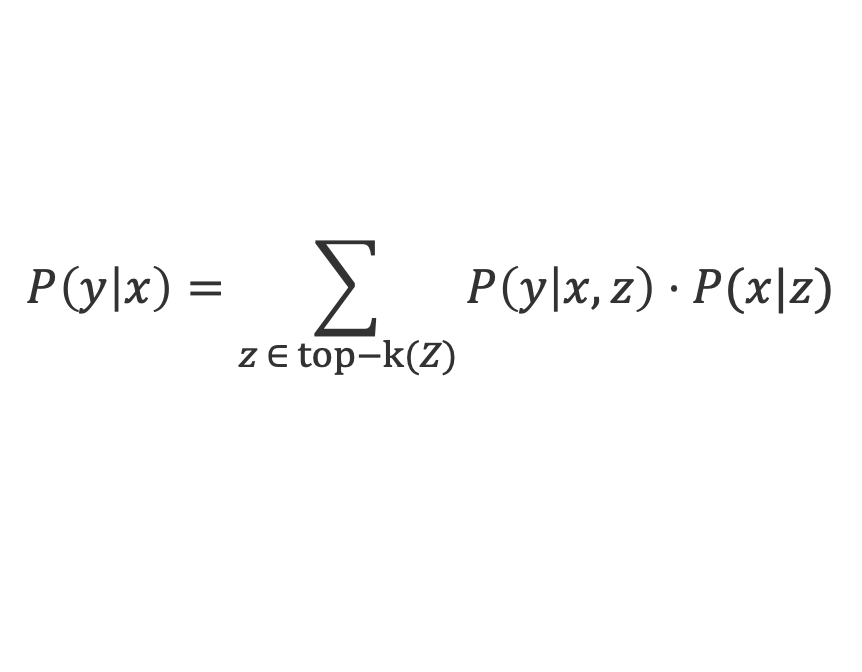 P(y|x) = ∑ P(y|x, z) · P(x|z)
z ∈ top−k(Z)